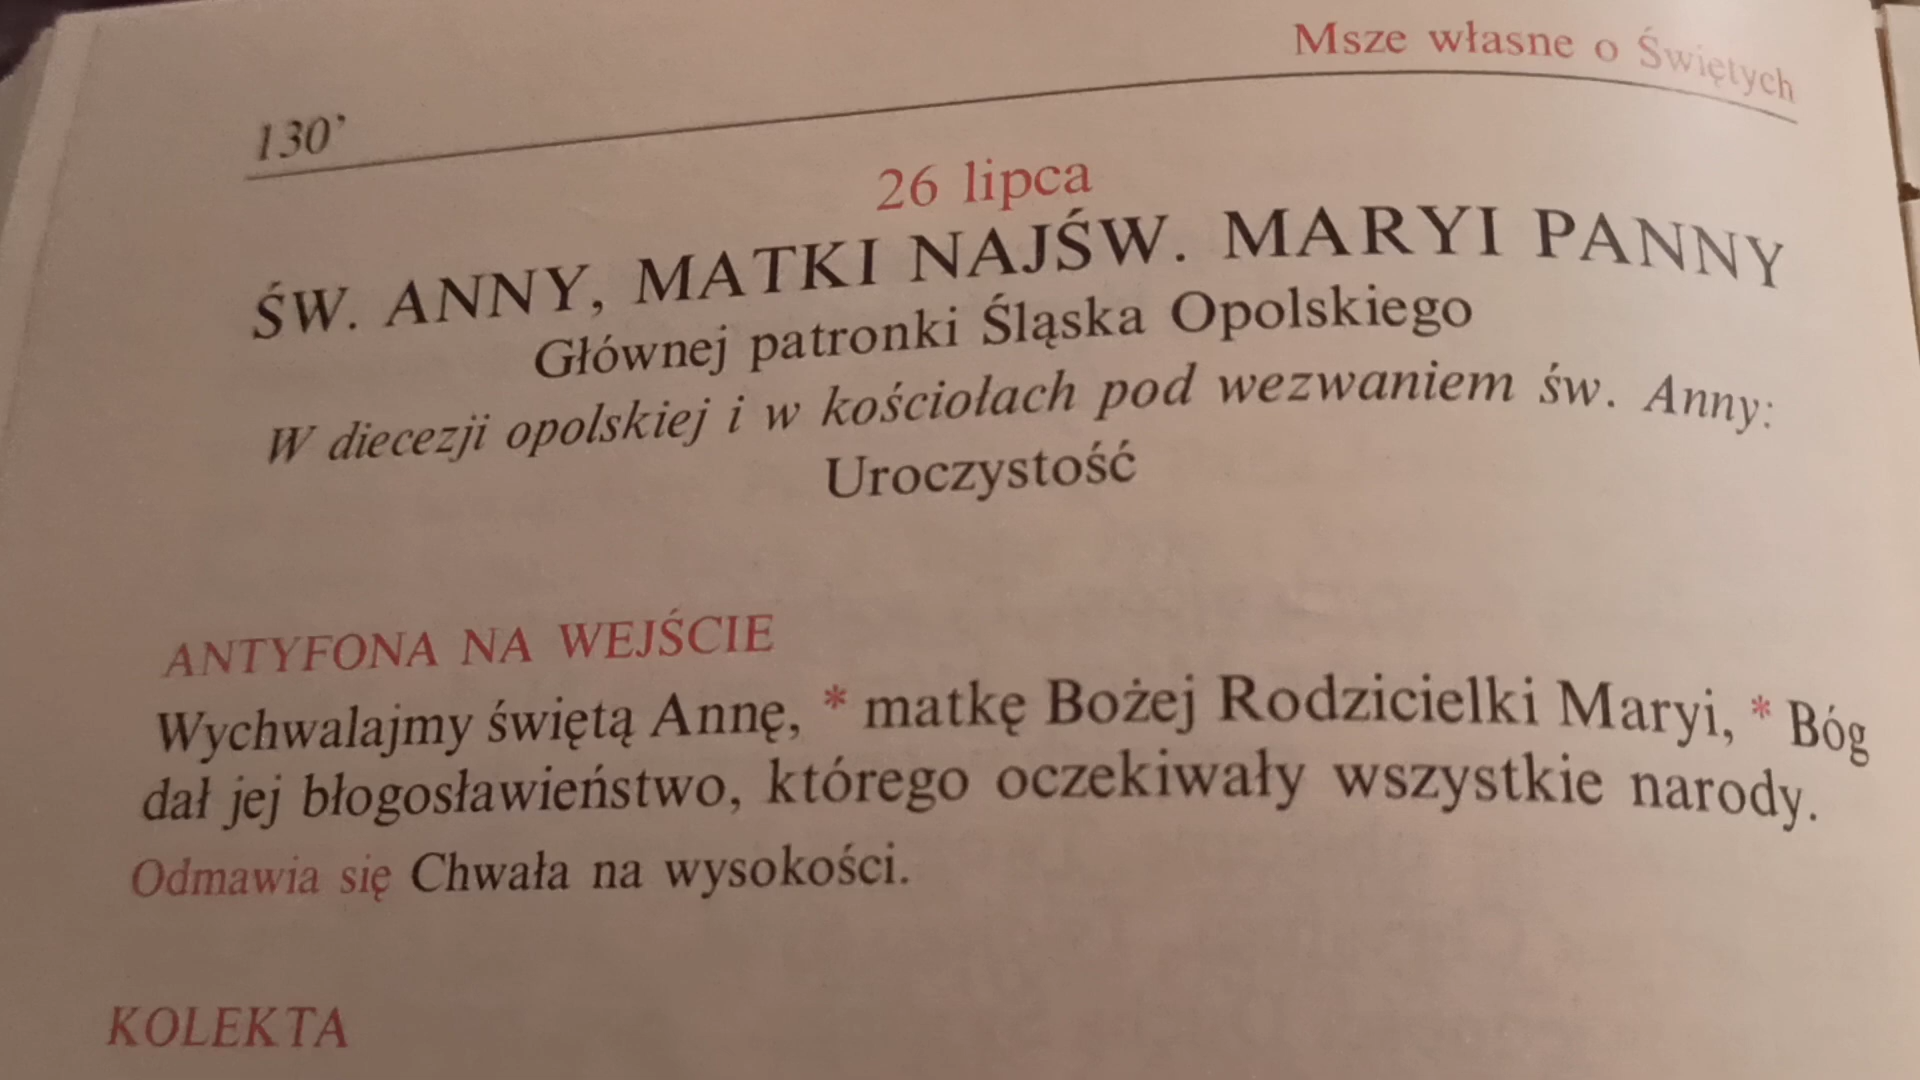 Msze własne o Świętych
130’
26 lipca
ŚW. ANNY, MATKI NAJŚW. MARYI PANNY
Głównej patronki Śląska Opolskiego
W diecezji opolskiej i w kościołach pod wezwaniem św. Anny:
Uroczystość
ANTYFONA NA WEJŚCIE
Wychwalajmy świętą Annę, * matkę Bożej Rodzicielki Maryi, * Bóg
dał jej błogosławieństwo, którego oczekiwały wszystkie narody.
Odmawia się Chwała na wysokości.
KOLEKTA